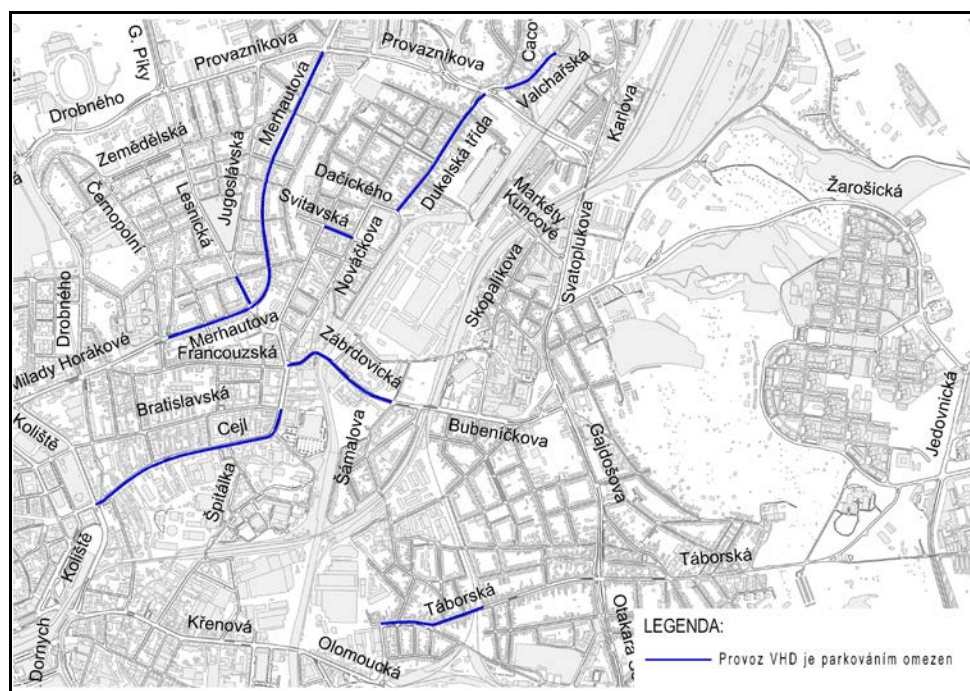 G. Píky
Provazníkova
Provazníkova
Caco
Valchařská
Karlova
Drobného
Merhautova
Zemědělská
Jugoslávská
Lesnická
Černopolní
Dačického
Svitavská
Dukelská třída
Markéty
Kuncové
Žarošická
Nováčkova
Skopalíkova
Svatoplukova
Drobného
Merhautova
Milady Horákové
Francouzská
Zábrdovická
Bratislavská
Jedovnická
Koliště
Cejl
Bubeníčkova
Gajdošova
Šámalova
Špitálka
Koliště
Táborská
Táborská
Křenová
Olomoucká
Otakara
Dornych
LEGENDA:
Provoz VHD je parkováním omezen